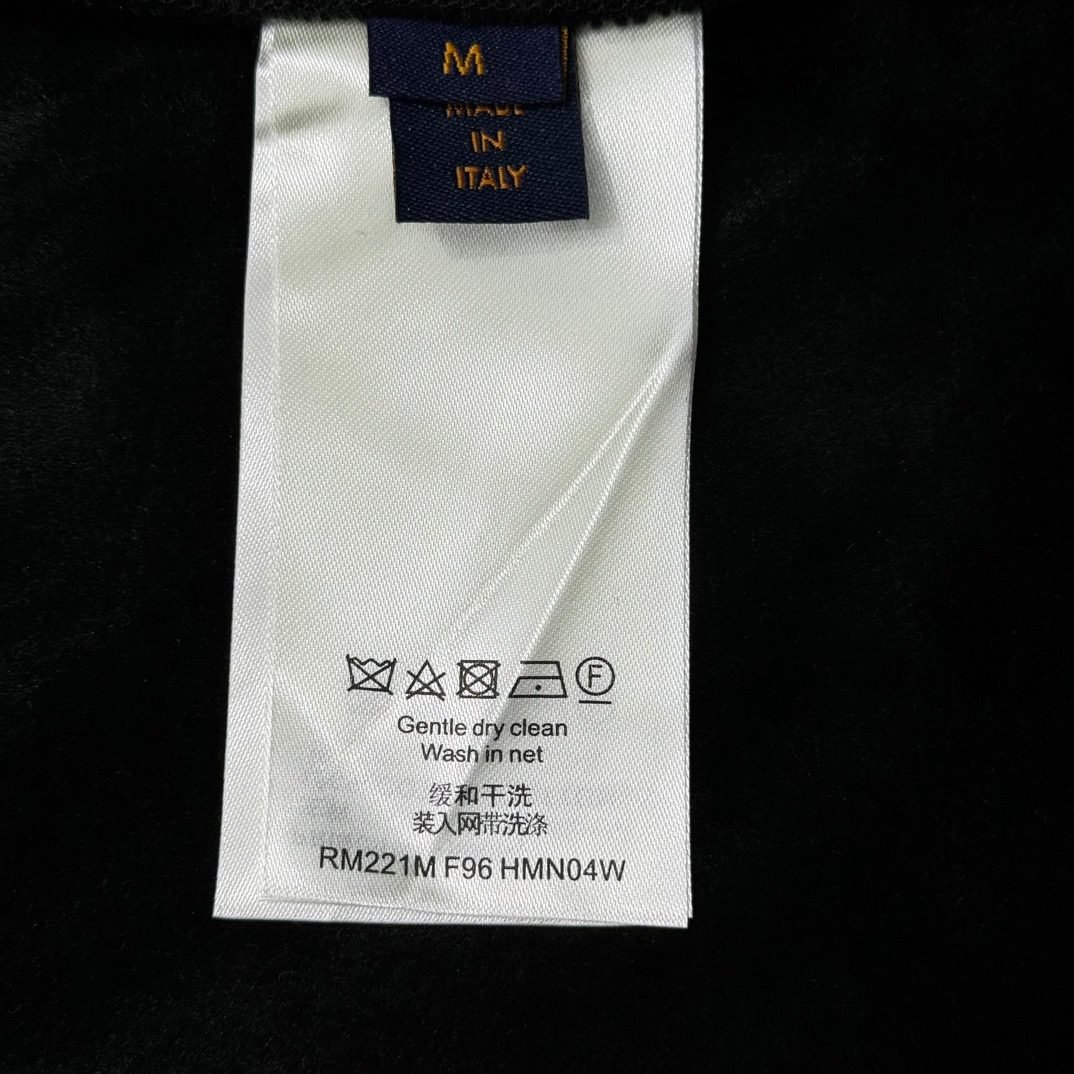 M
MADE
IN
ITALY
F
Gentle dry clean
Wash in net
缓和干洗
装入网带洗涤
RM221M F96 HMN04W